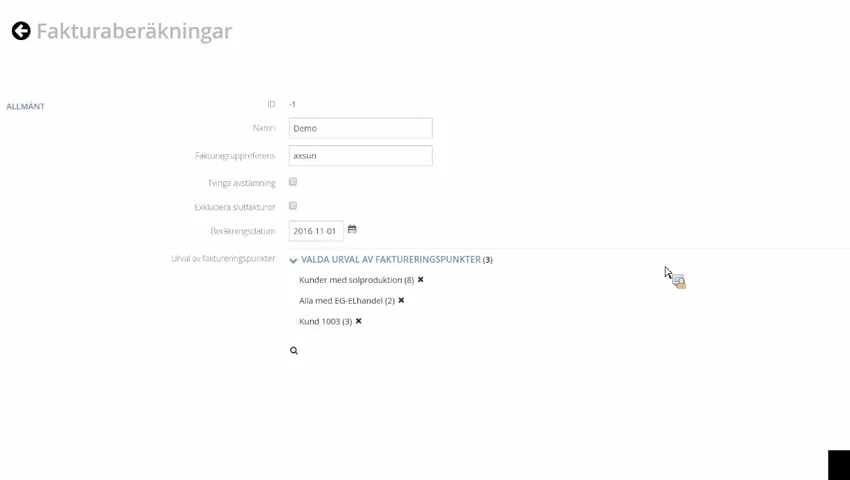 Fakturaberäkningar
ALLMÄNT
ID -1
Namn Demo
Fakturagruppreferens axsun
Tvinga avstämning
Exkludera slutfakturor
Beräkningsdatum 2016-11-01
Urval av faktureringspunkter VALDA URVAL AV FAKTURERINGSPUNKTER (3)
Kunder med solproduktion (8)
Alla med EG-ELhandel (2)
Kund 1003 (3)